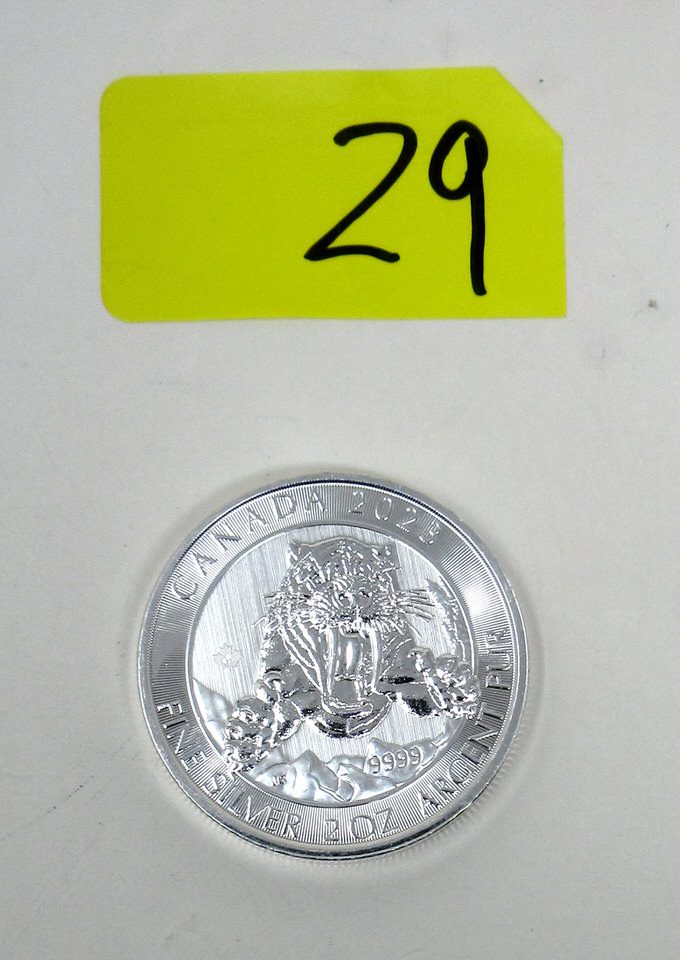 29
CANADA 2023
9999
FINE SILVER 2 OZ ARGENT PUR